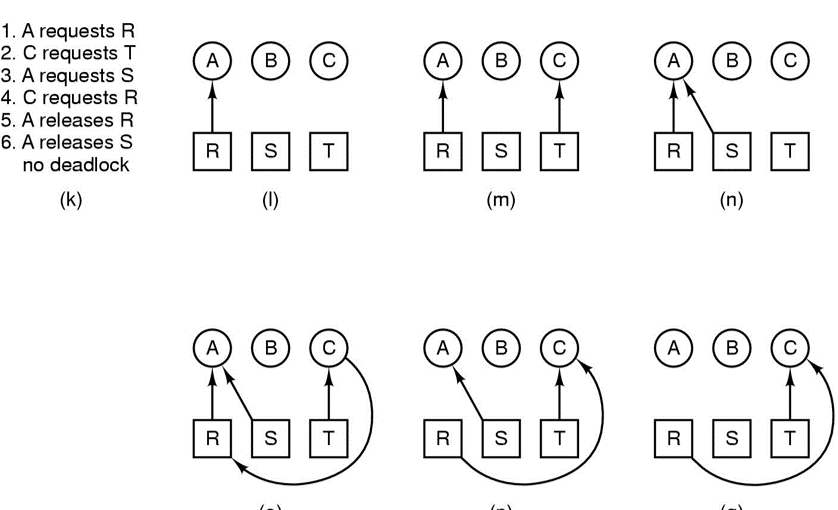 1. A requests R
2. C requests T
3. A requests S
4. C requests R
5. A releases R
6. A releases S
no deadlock
(k)
A B C
R S T
(l)
A B C
R S T
(m)
A B C
R S T
(n)
A B C
R S T
A B C
R S T
A B C
R S T